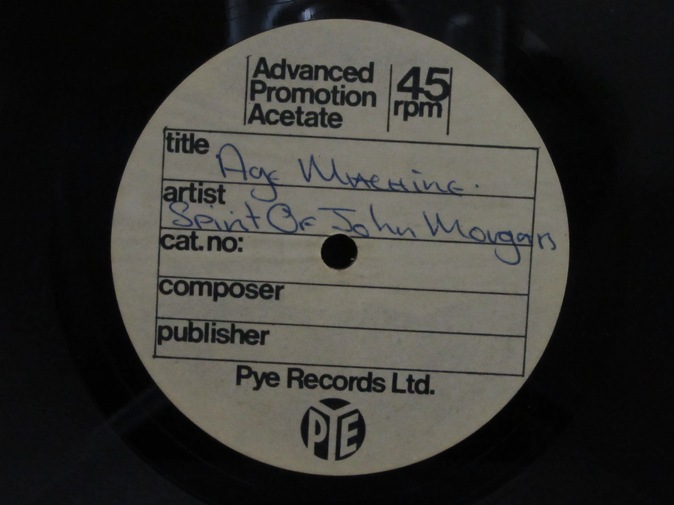 Advanced
Promotion
Acetate
45
rpm
title
Age Machine.
artist
Spirit Of John Morgans
cat.no:
composer
publisher
Pye Records Ltd.
PYE